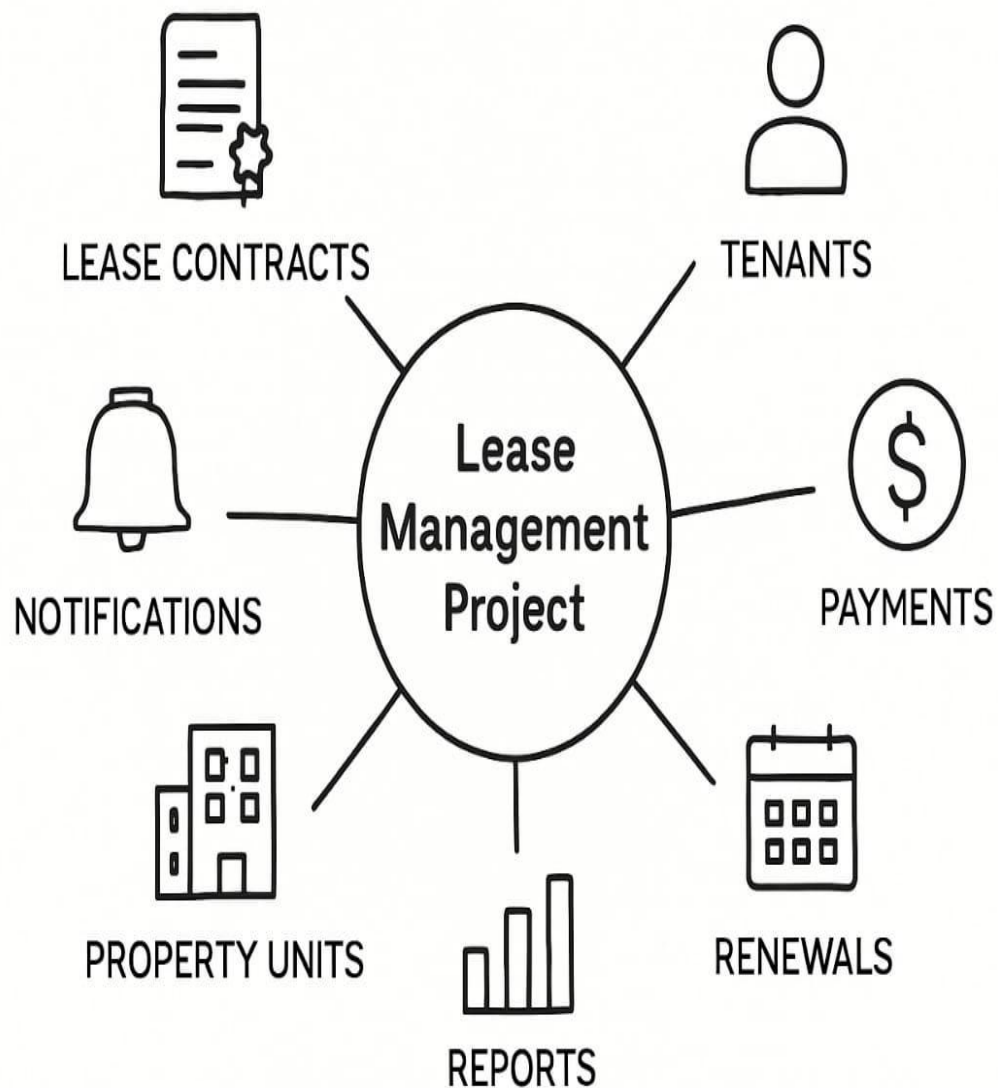 LEASE CONTRACTS
TENANTS
Lease
Management
Project
$
NOTIFICATIONS
PAYMENTS
PROPERTY UNITS
RENEWALS
REPORTS